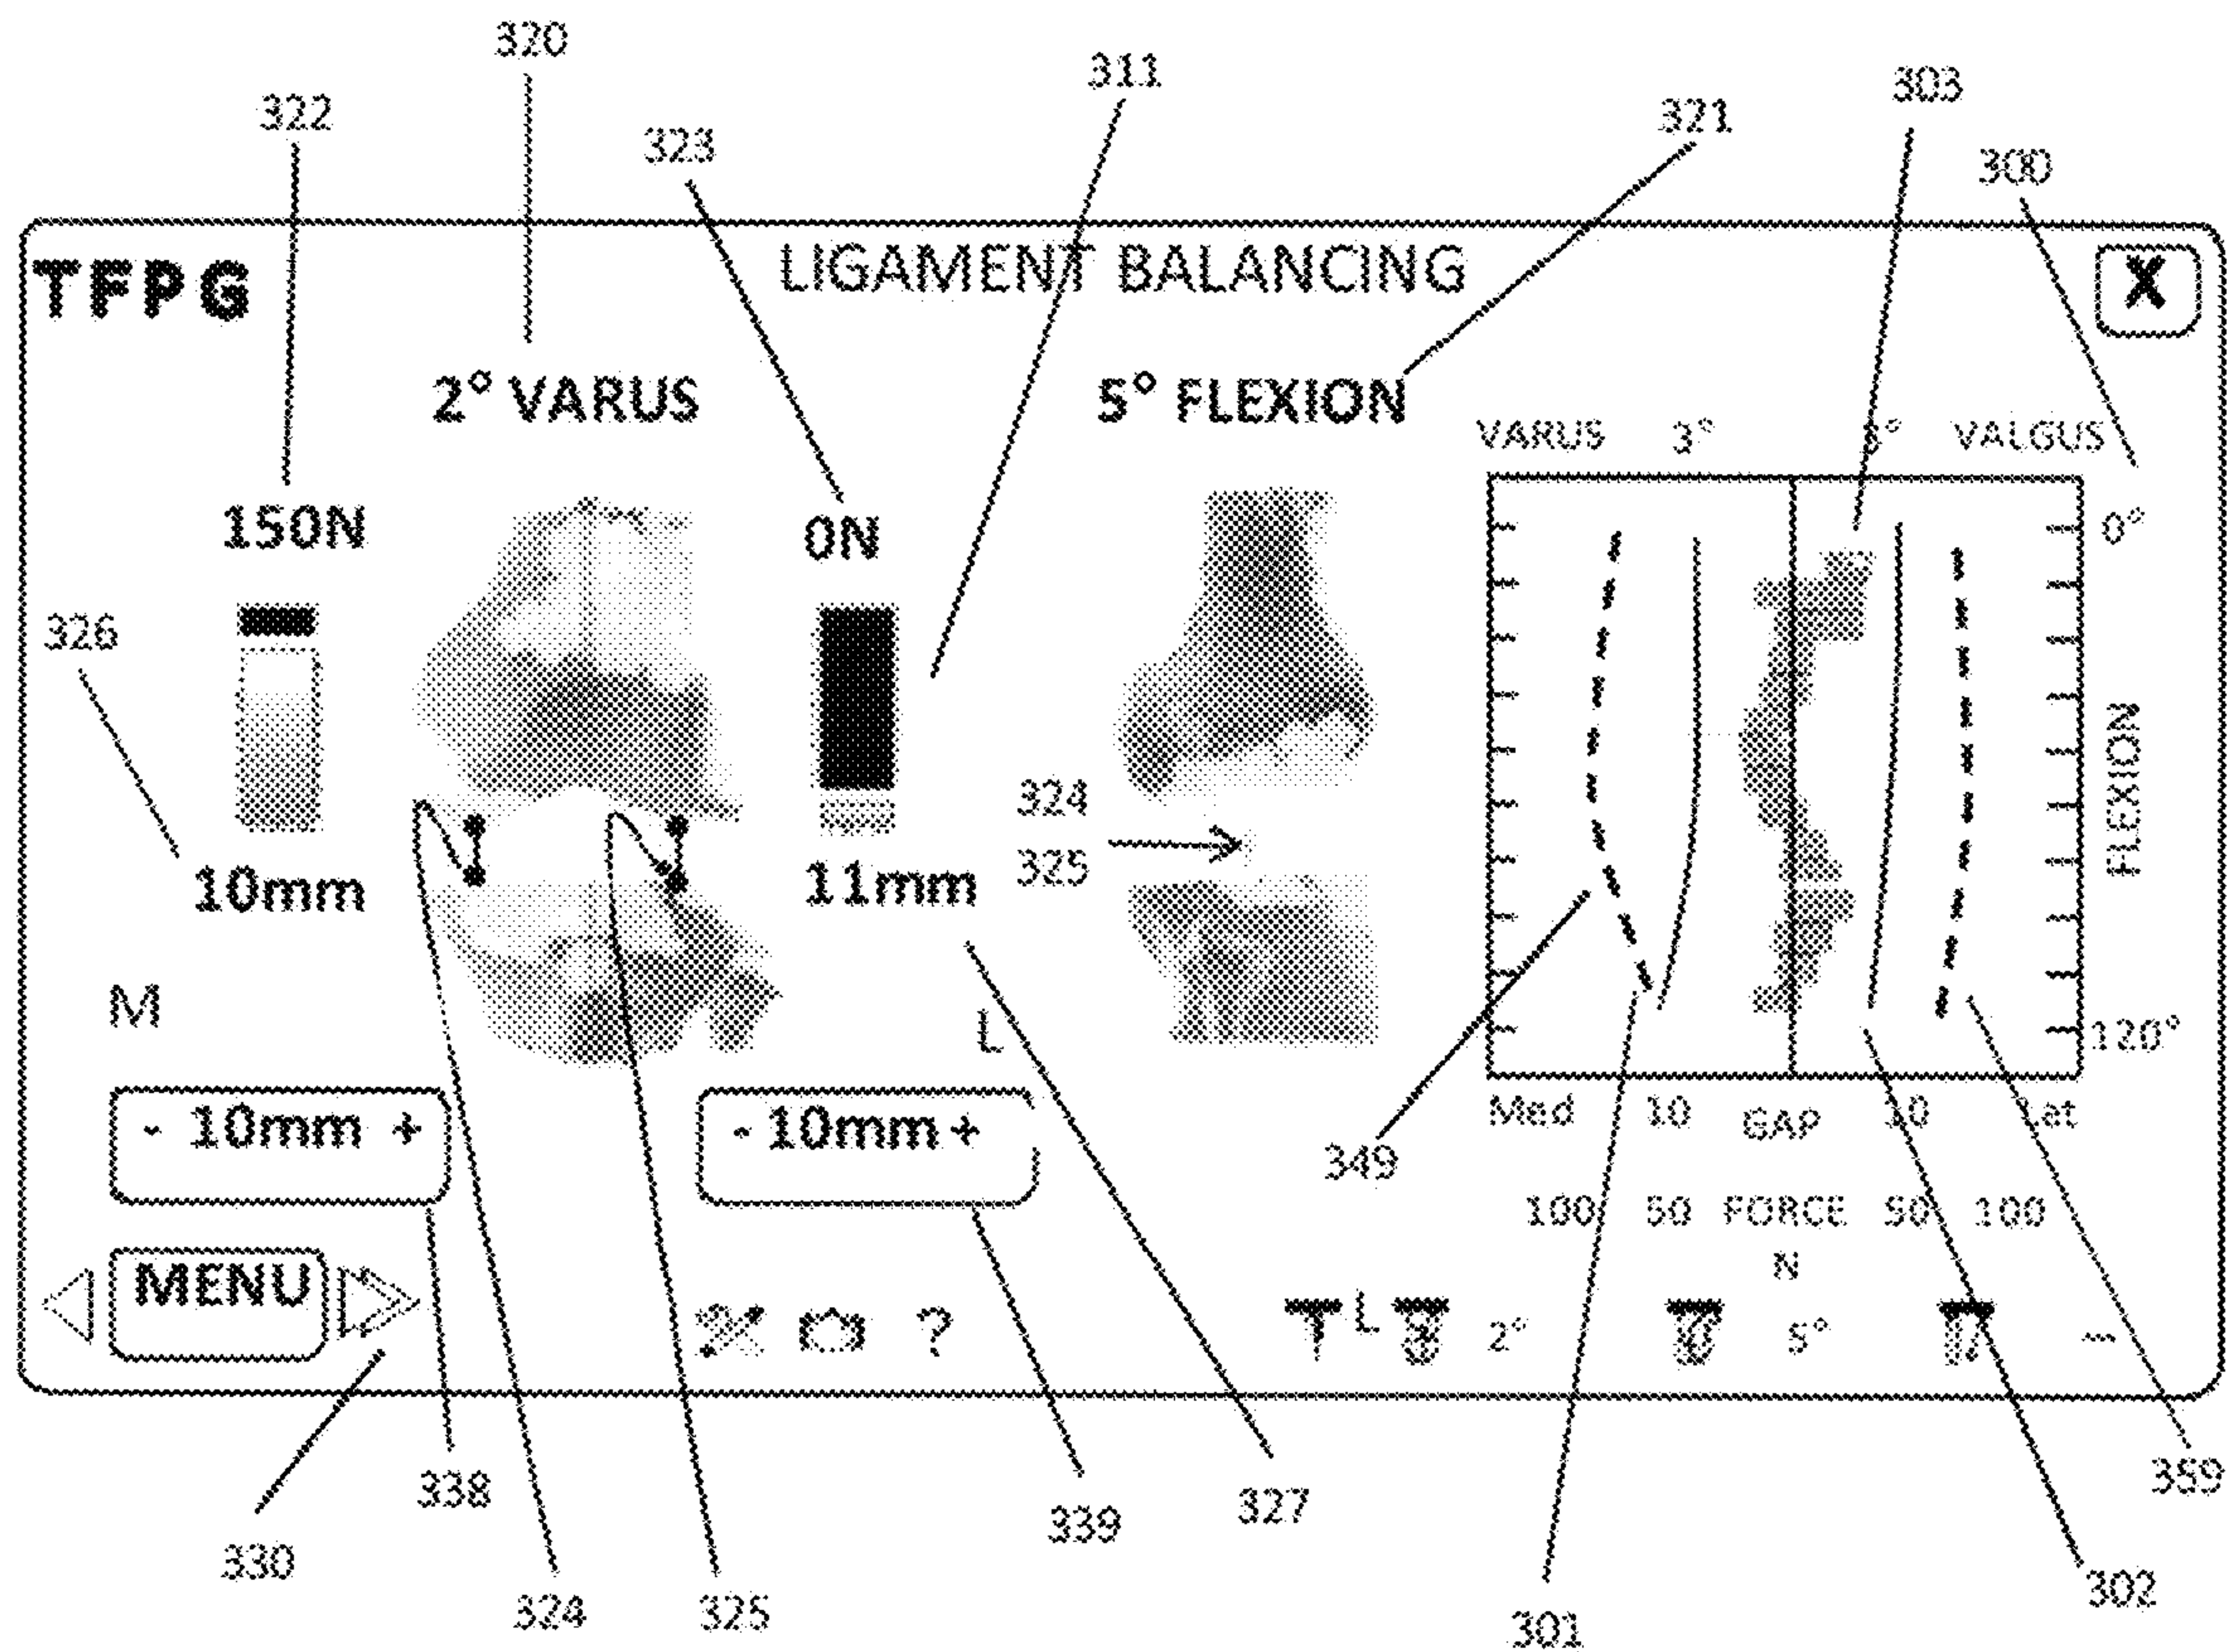 320
311
303
322
321
323
300
LIGAMENT BALANCING
TFPG
X
2° VARUS
5° FLEXION
VARUS 3° 3° VALGUS
150N
0N
0°
326
FLEXION
324
325
10mm
11mm
M
L
120°
- 10mm +
- 10mm +
Med 10 GAP 10 Lat
349
100 50 FORCE 50 100
N
MENU
?
L
2°
5°
--
338
359
327
339
330
302
324
325
301